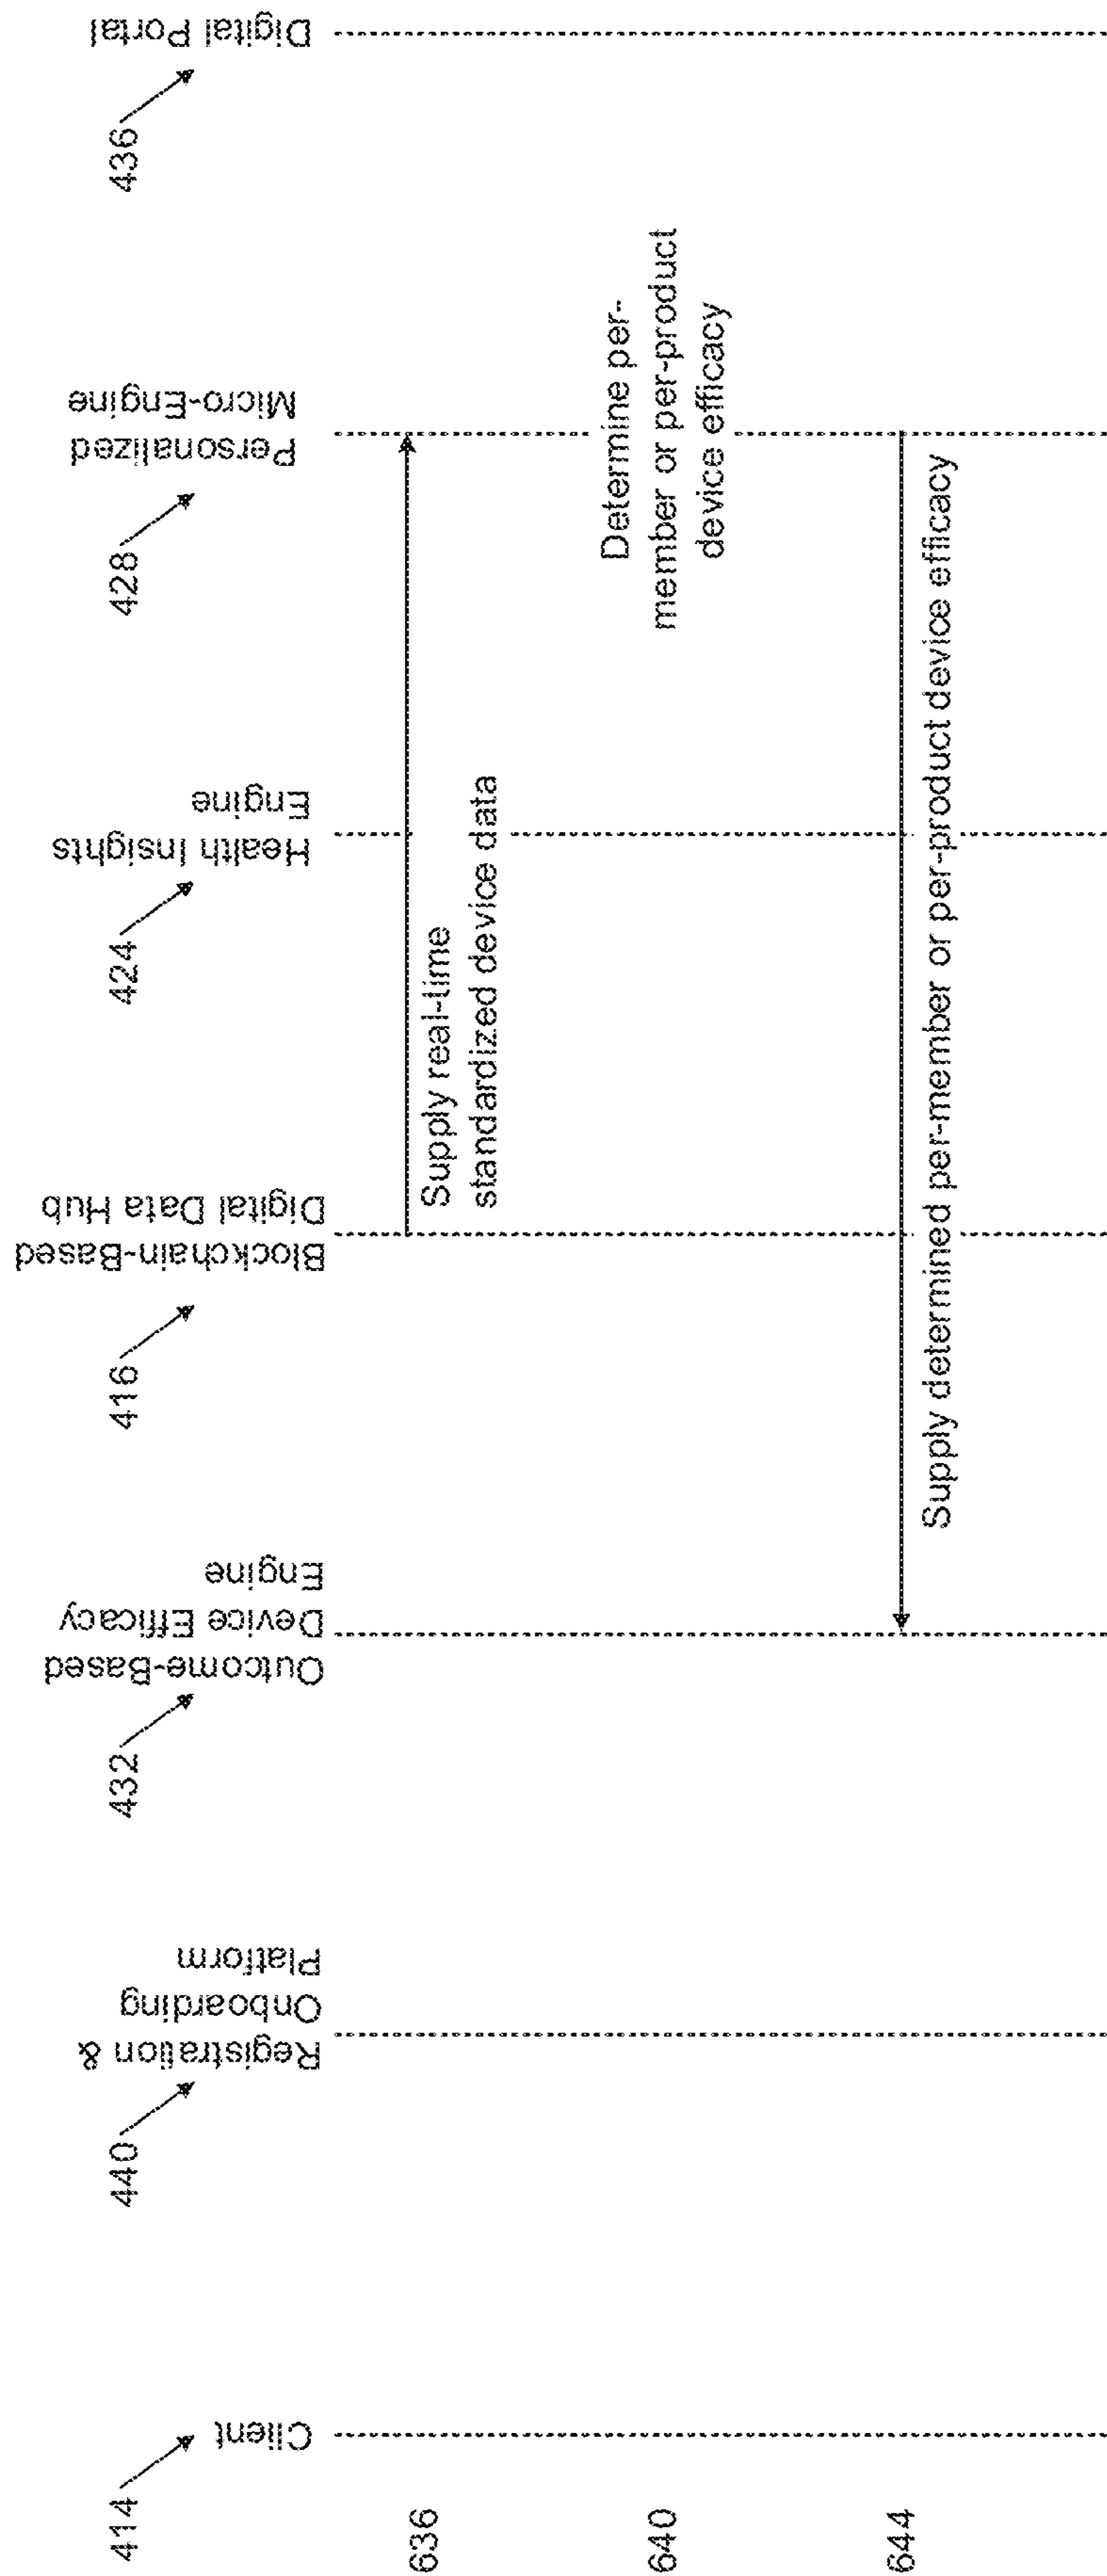 414
Client
440
Registration &
Onboarding
Platform
432
Outcome-Based
Device Efficacy
Engine
416
Blockchain-Based
Digital Data Hub
424
Health Insights
Engine
428
Personalized
Micro-Engine
436
Digital Portal
636
Supply real-time
standardized device data
640
Determine per-
member or per-product
device efficacy
644
Supply determined per-member or per-product device efficacy